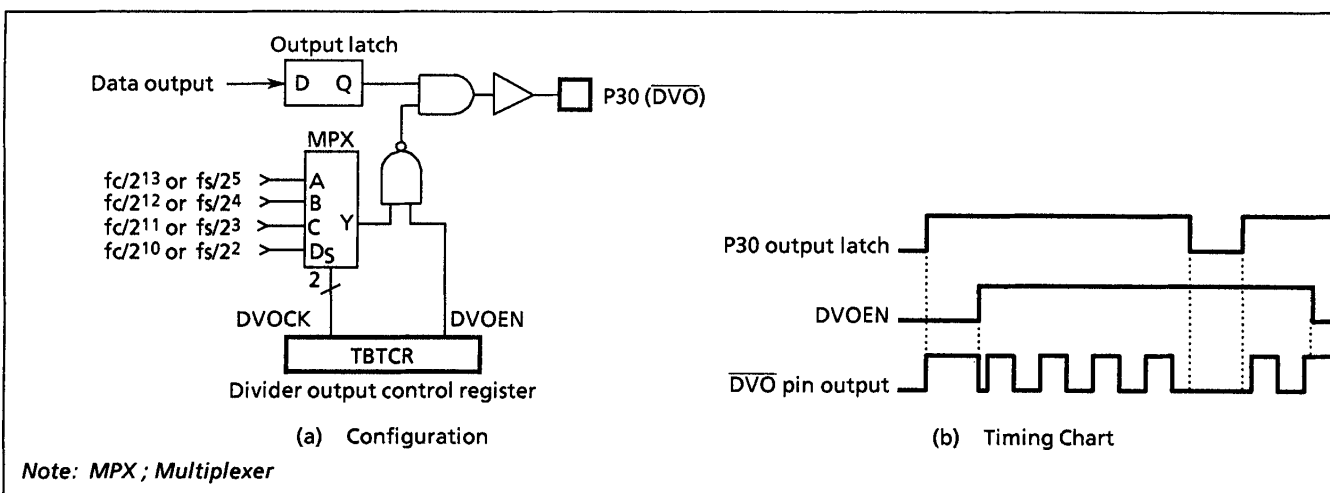 Output latch
Data output
D Q
P30 (DVO)
MPX
fc/2¹³ or fs/2⁵
A
fc/2¹² or fs/2⁴
B
fc/2¹¹ or fs/2³
C
Y
fc/2¹⁰ or fs/2²
D
S
2
DVOCK
DVOEN
TBTCR
Divider output control register
(a) Configuration
P30 output latch
DVOEN
DVO pin output
(b) Timing Chart
Note: MPX ; Multiplexer